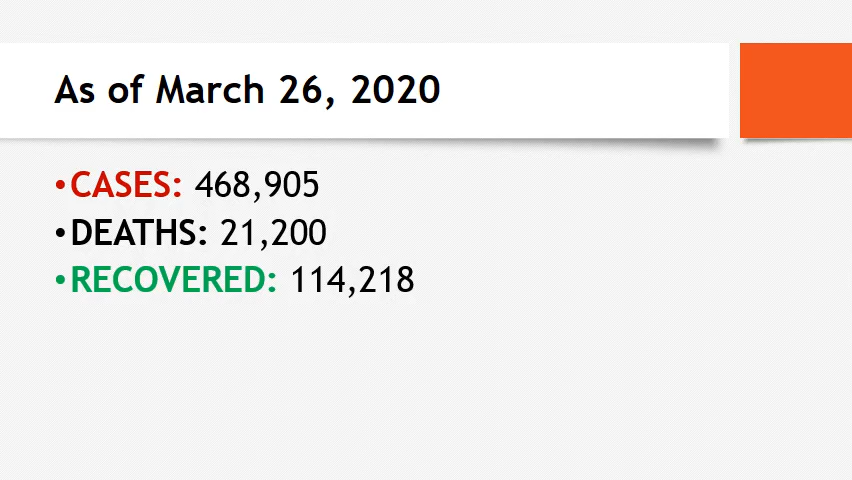 As of March 26, 2020
•CASES: 468,905
•DEATHS: 21,200
•RECOVERED: 114,218